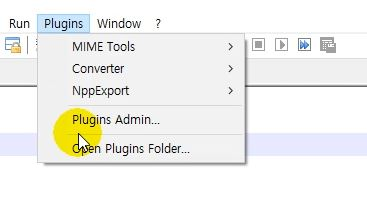 Run Plugins Window ?
MIME Tools
Converter
NppExport
Plugins Admin...
Open Plugins Folder...